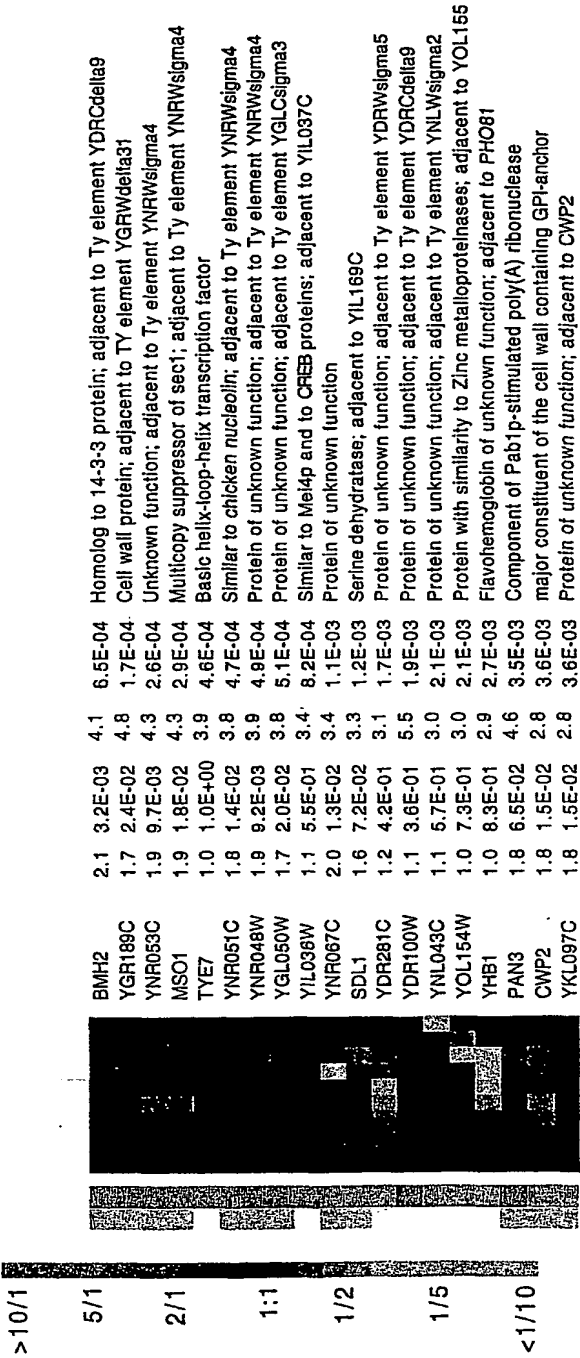 >10/1
5/1
2/1
1:1
1/2
1/5
<1/10
BMH2 2.1 3.2E-03 4.1 6.5E-04 Homolog to 14-3-3 protein; adjacent to Ty element YDRCdelta9
YGR189C 1.7 2.4E-02 4.8 1.7E-04 Cell wall protein; adjacent to TY element YGRWdelta31
YNR053C 1.9 9.7E-03 4.3 2.6E-04 Unknown function; adjacent to Ty element YNRWsigma4
MSO1 1.9 1.8E-02 4.3 2.9E-04 Multicopy suppressor of sec1; adjacent to Ty element YNRWsigma4
TYE7 1.0 1.0E+00 3.9 4.6E-04 Basic helix-loop-helix transcription factor
YNR051C 1.8 1.4E-02 3.8 4.7E-04 Similar to chicken nucleolin; adjacent to Ty element YNRWsigma4
YNR048W 1.9 9.2E-03 3.9 4.9E-04 Protein of unknown function; adjacent to Ty element YNRWsigma4
YGL050W 1.7 2.0E-02 3.8 5.1E-04 Protein of unknown function; adjacent to Ty element YGLCsigma3
YIL036W 1.1 5.5E-01 3.4 8.2E-04 Similar to Mel4p and to CREB proteins; adjacent to YIL037C
YNR067C 2.0 1.3E-02 3.4 1.1E-03 Protein of unknown function
SDL1 1.6 7.2E-02 3.3 1.2E-03 Serine dehydratase; adjacent to YIL169C
YDR281C 1.2 4.2E-01 3.1 1.7E-03 Protein of unknown function; adjacent to Ty element YDRWsigma5
YDR100W 1.1 3.6E-01 5.5 1.9E-03 Protein of unknown function; adjacent to Ty element YDRCdelta9
YNL043C 1.1 5.7E-01 3.0 2.1E-03 Protein of unknown function; adjacent to Ty element YNLWsigma2
YOL154W 1.0 7.3E-01 3.0 2.1E-03 Protein with similarity to Zinc metalloproteinases; adjacent to YOL155
YHB1 1.0 8.3E-01 2.9 2.7E-03 Flavohemoglobin of unknown function; adjacent to PHO81
PAN3 1.8 6.5E-02 4.6 3.5E-03 Component of Pab1p-stimulated poly(A) ribonuclease
CWP2 1.8 1.5E-02 2.8 3.6E-03 major constituent of the cell wall containing GPI-anchor
YKL097C 1.8 1.5E-02 2.8 3.6E-03 Protein of unknown function; adjacent to CWP2